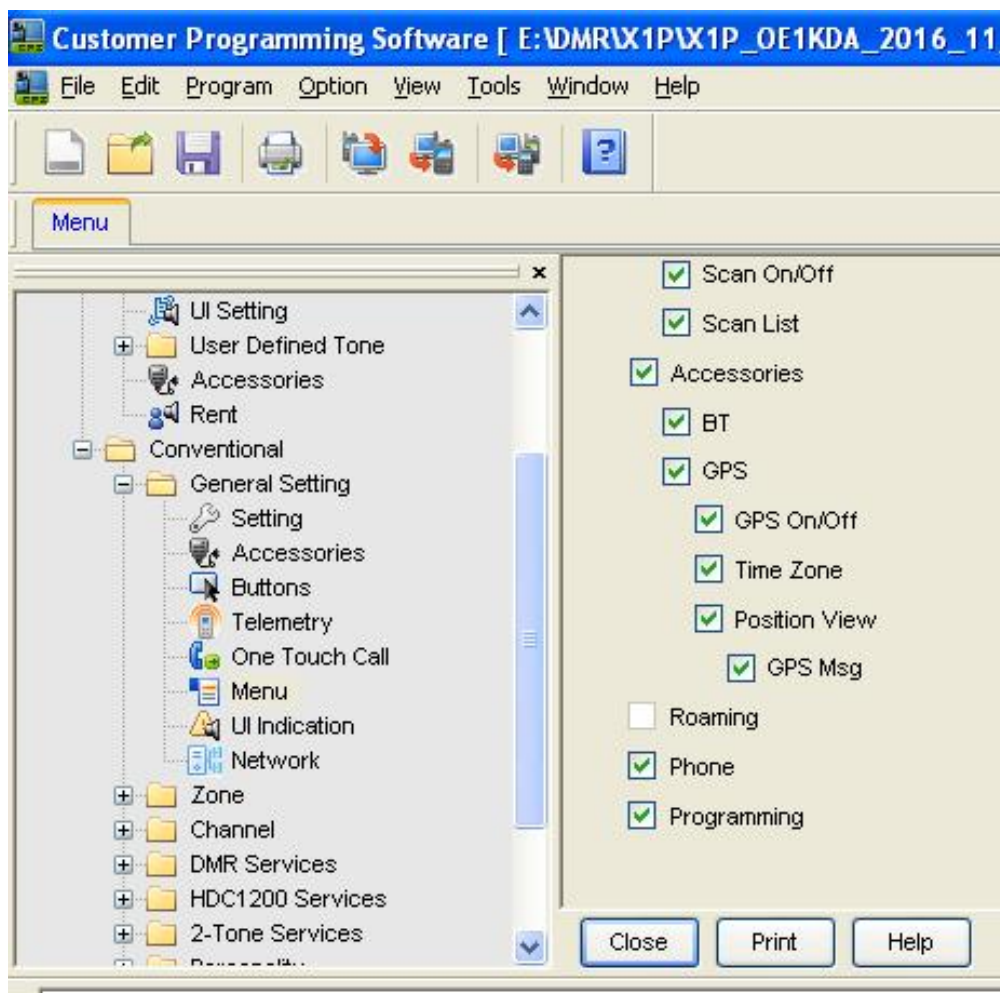 Customer Programming Software [ E:\DMR\X1P\X1P_OE1KDA_2016_11
File Edit Program Option View Tools Window Help
Menu
UI Setting
User Defined Tone
Accessories
Rent
Conventional
General Setting
Setting
Accessories
Buttons
Telemetry
One Touch Call
Menu
UI Indication
Network
Zone
Channel
DMR Services
HDC1200 Services
2-Tone Services
Scan On/Off
Scan List
Accessories
BT
GPS
GPS On/Off
Time Zone
Position View
GPS Msg
Roaming
Phone
Programming
Close Print Help